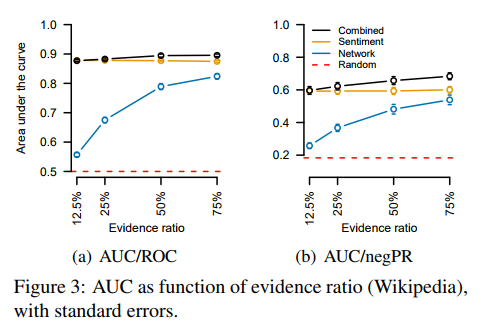 1.0
0.9
0.8
0.7
0.6
0.5
Area under the curve
12.5%
25%
50%
75%
Evidence ratio
(a) AUC/ROC
1.0
0.8
0.6
0.4
0.2
Combined
Sentiment
Network
Random
12.5%
25%
50%
75%
Evidence ratio
(b) AUC/negPR
Figure 3: AUC as function of evidence ratio (Wikipedia),
with standard errors.